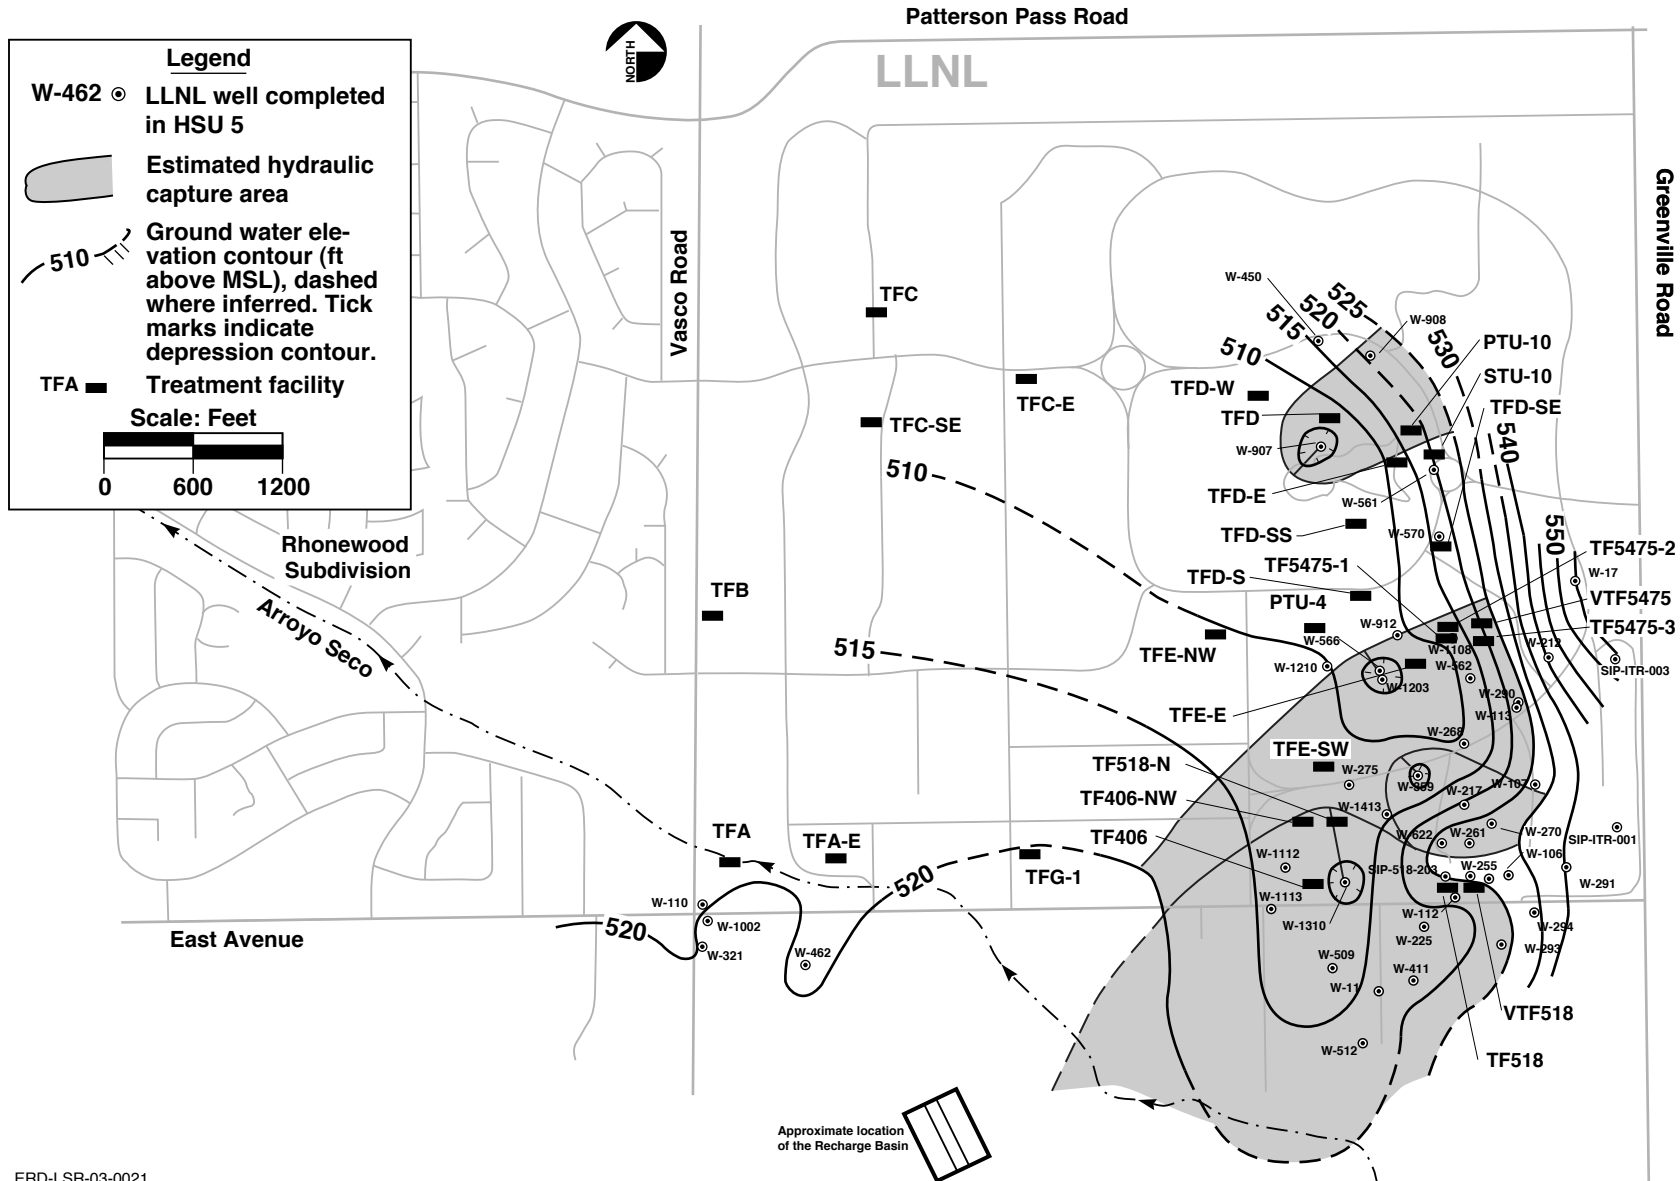 Patterson Pass Road
LLNL
Legend
W-462
LLNL well completed
in HSU 5
Estimated hydraulic
capture area
510
Ground water ele-
vation contour (ft
above MSL), dashed
where inferred. Tick
marks indicate
depression contour.
TFA
Treatment facility
Scale: Feet
0 600 1200
NORTH
Vasco Road
Greenville Road
Rhonewood
Subdivision
Arroyo Seco
East Avenue
TFC
TFC-SE
TFC-E
TFB
TFA
TFA-E
TFG-1
W-450
525
520
515
510
W-908
530
PTU-10
STU-10
TFD-SE
540
TFD-W
TFD
W-907
TFD-E
W-561
TFD-SS
W-570
550
TF5475-2
TF5475-1
W-17
TFD-S
VTF5475
PTU-4
TF5475-3
W-912
W-566
W-1108
W-212
TFE-NW
W-1210
W-562
SIP-ITR-003
W-1203
W-290
W-113
TFE-E
W-268
TFE-SW
TF518-N
W-275
W-359
W-217
W-107
TF406-NW
W-1413
TF406
W-622
W-261
W-270
SIP-ITR-001
W-1112
SIP-518-203
W-255
W-106
W-291
W-1113
W-112
W-1310
W-225
W-294
W-293
W-509
W-411
W-11
VTF518
W-512
TF518
510
515
520
520
W-110
W-1002
W-321
W-462
Approximate location
of the Recharge Basin
ERD-LSR-03-0021